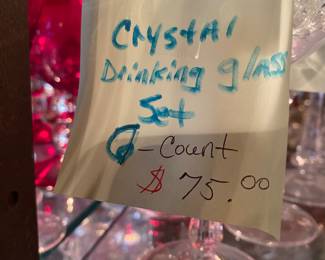 Crystal
Drinking glass
Set
-Count
$ 75.00